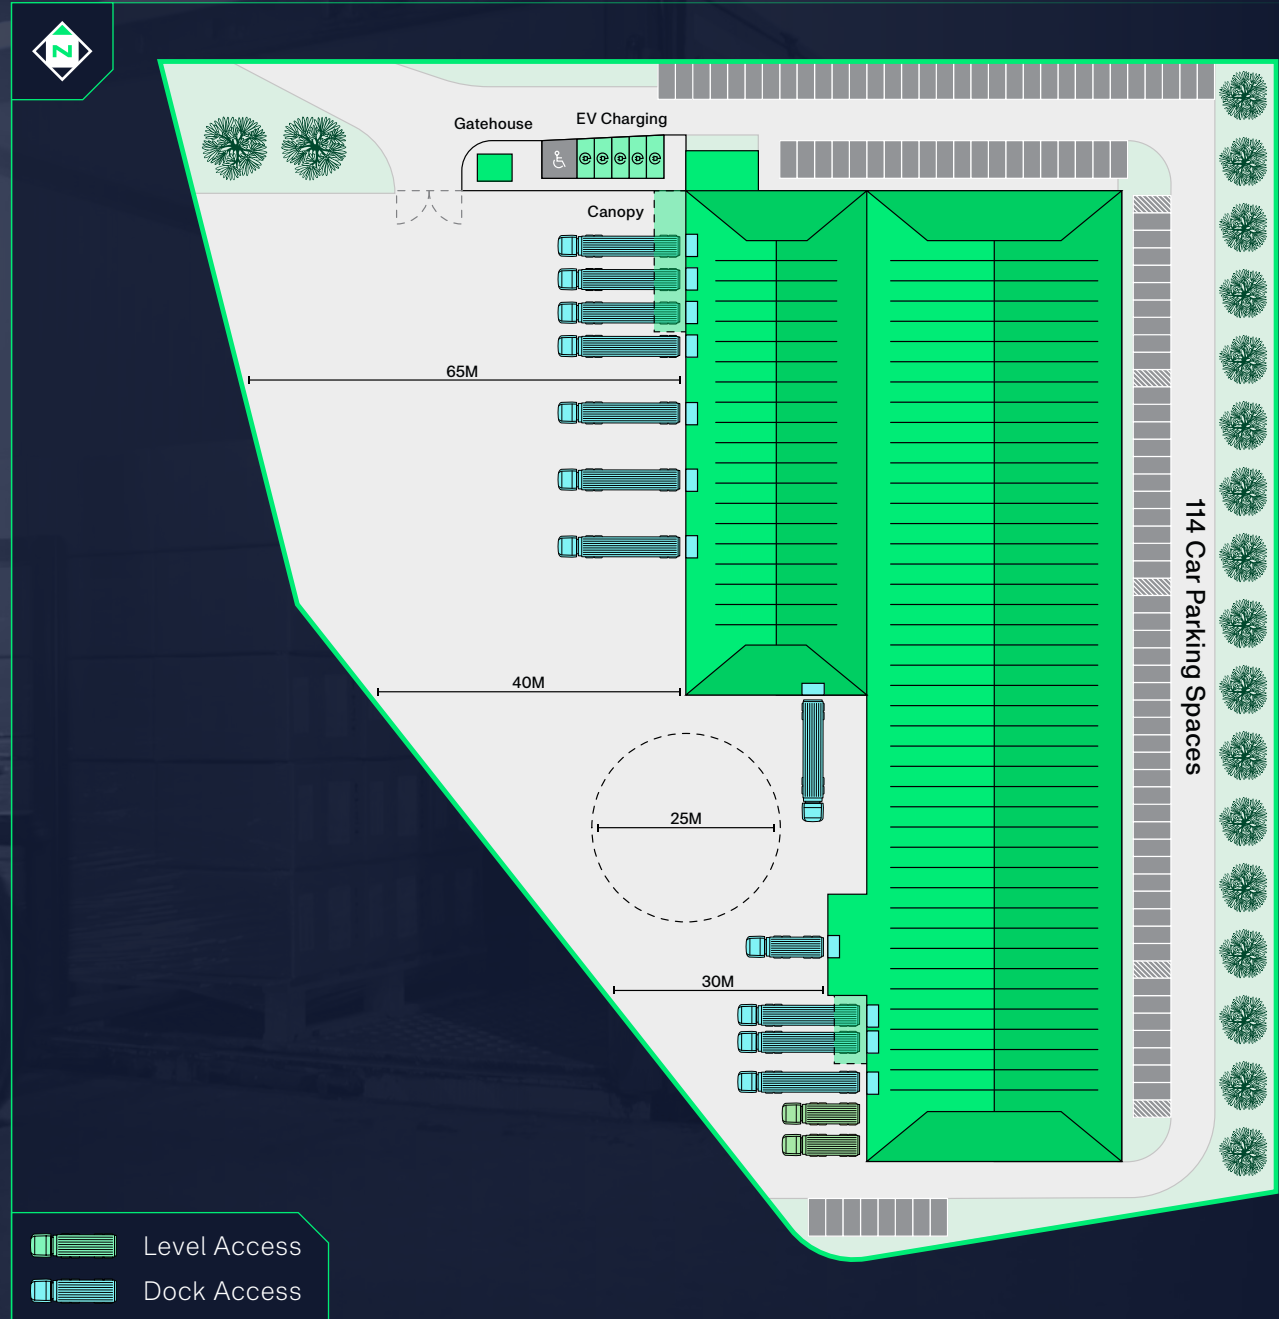 N
Gatehouse
EV Charging
Canopy
65M
40M
25M
30M
114 Car Parking Spaces
Level Access
Dock Access